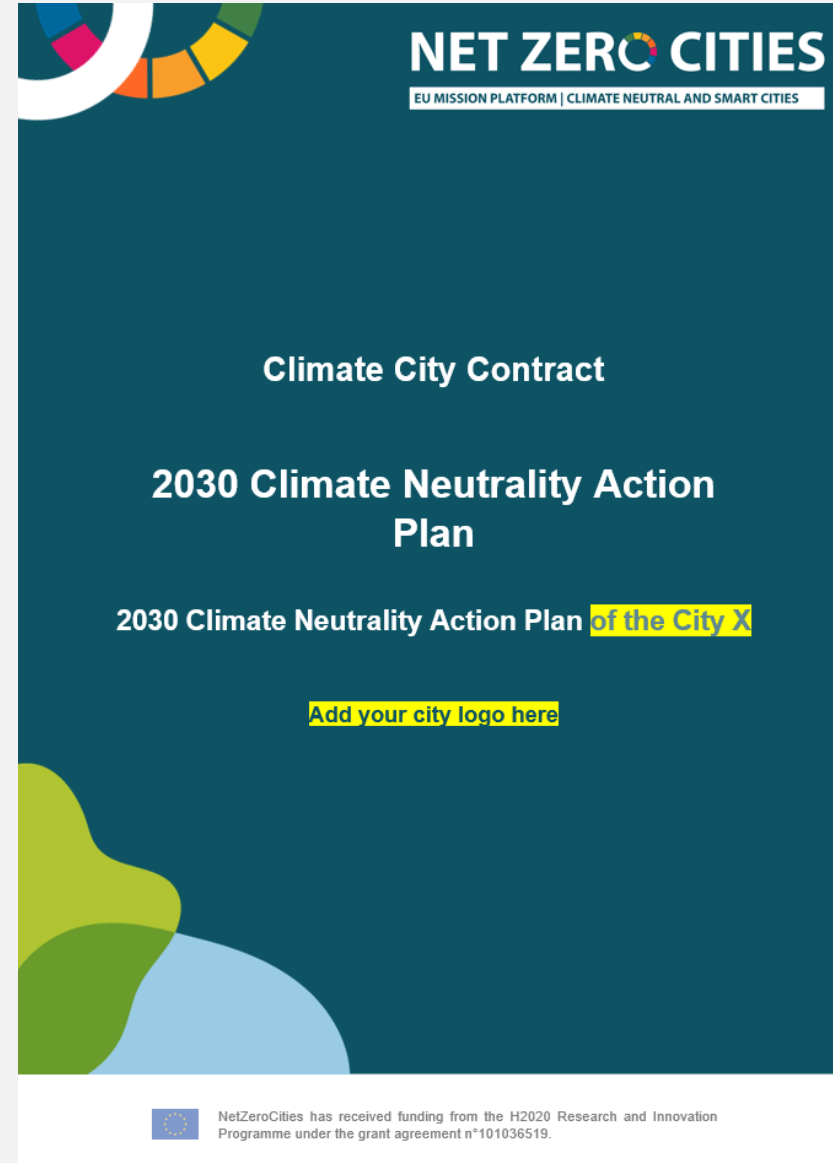 NET ZERO CITIES
EU MISSION PLATFORM | CLIMATE NEUTRAL AND SMART CITIES
Climate City Contract
2030 Climate Neutrality Action
Plan
2030 Climate Neutrality Action Plan of the City X
Add your city logo here
NetZeroCities has received funding from the H2020 Research and Innovation
Programme under the grant agreement n°101036519.